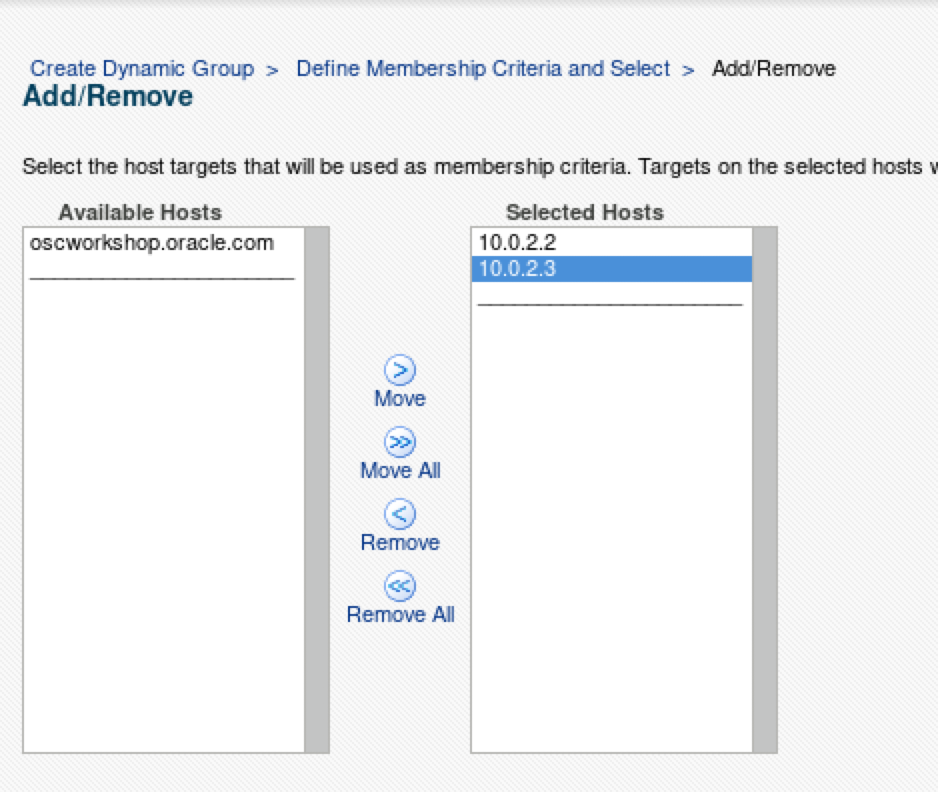 Create Dynamic Group > Define Membership Criteria and Select > Add/Remove
Add/Remove
Select the host targets that will be used as membership criteria. Targets on the selected hosts
Available Hosts
oscworkshop.oracle.com
> Move
>> Move All
< Remove
<< Remove All
Selected Hosts
10.0.2.2
10.0.2.3